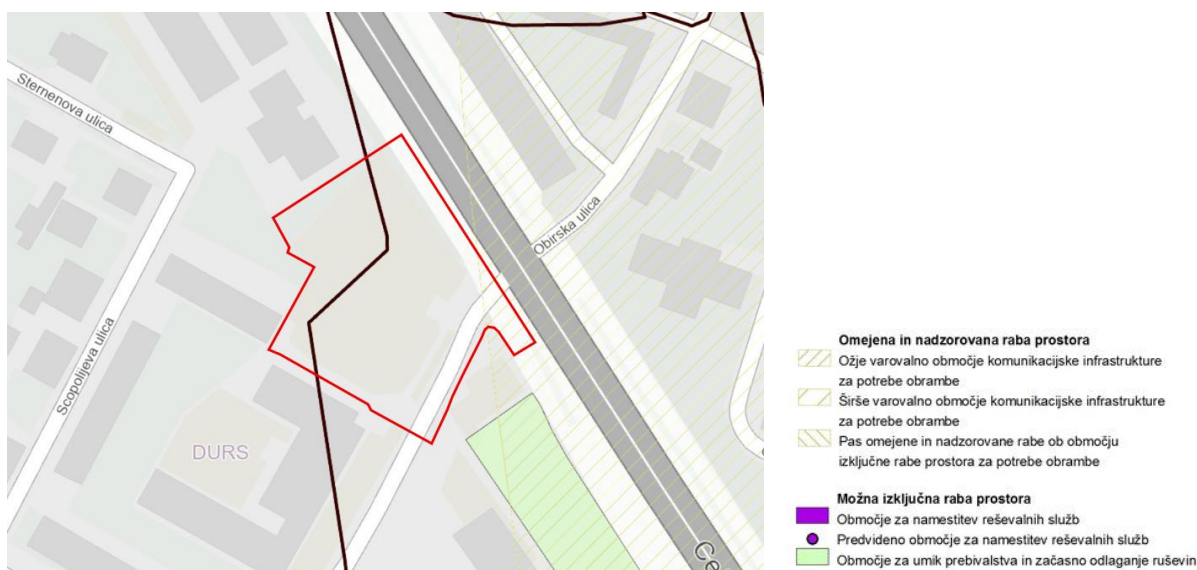 Sternenova ulica
Obirska ulica
Scopolijeva ulica
DURS
Ce
Omejena in nadzorovana raba prostora
Ožje varovalno območje komunikacijske infrastrukture
za potrebe obrambe
Širše varovalno območje komunikacijske infrastrukture
za potrebe obrambe
Pas omejene in nadzorovane rabe ob območju
izključne rabe prostora za potrebe obrambe
Možna izključna raba prostora
Območje za namestitev reševalnih služb
Predvideno območje za namestitev reševalnih služb
Območje za umik prebivalstva in začasno odlaganje ruševin